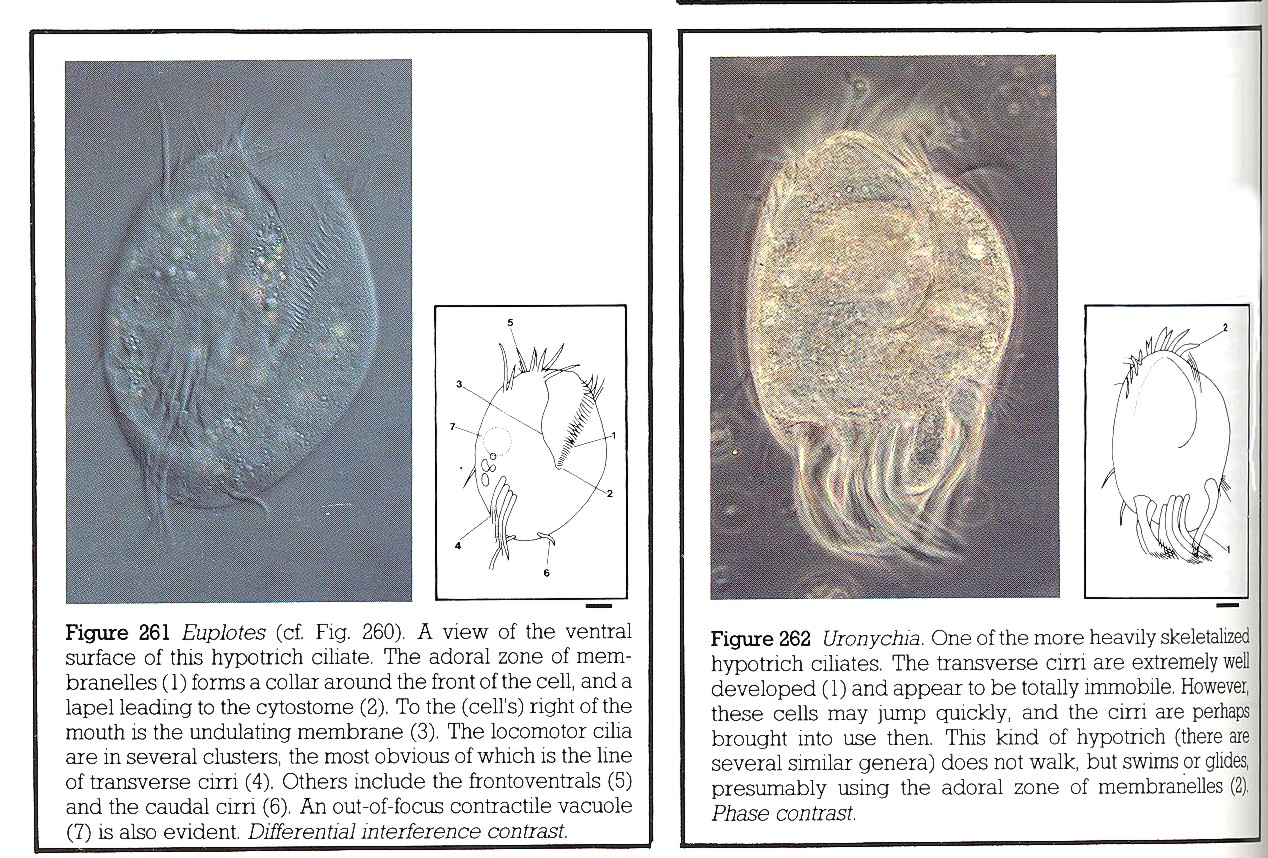 5
3
7
1
2
4
6
Figure 261 Euplotes (cf. Fig. 260). A view of the ventral
surface of this hypotrich ciliate. The adoral zone of mem-
branelles (1) forms a collar around the front of the cell, and a
lapel leading to the cytostome (2). To the (cell's) right of the
mouth is the undulating membrane (3). The locomotor cilia
are in several clusters, the most obvious of which is the line
of transverse cirri (4). Others include the frontoventrals (5)
and the caudal cirri (6). An out-of-focus contractile vacuole
(7) is also evident. Differential interference contrast.
2
1
Figure 262 Uronychia. One of the more heavily skeletalized
hypotrich ciliates. The transverse cirri are extremely well
developed (1) and appear to be totally immobile. However,
these cells may jump quickly, and the cirri are perhaps
brought into use then. This kind of hypotrich (there are
several similar genera) does not walk, but swims or glides,
presumably using the adoral zone of membranelles (2).
Phase contrast.